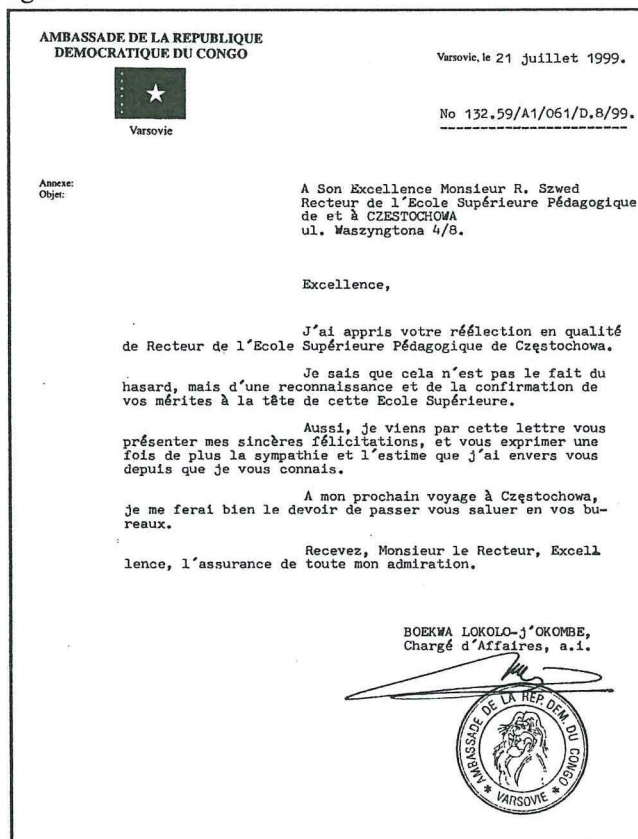 AMBASSADE DE LA REPUBLIQUE
DEMOCRATIQUE DU CONGO
Varsovie
Varsovie, le 21 juillet 1999.
No 132.59/A1/061/D.8/99.
Annexe:
Objet:
A Son Excellence Monsieur R. Szwed
Recteur de l'Ecole Supérieure Pédagogique
de et à CZESTOCHOWA
ul. Waszyngtona 4/8.
Excellence,
J'ai appris votre réélection en qualité
de Recteur de l'Ecole Supérieure Pédagogique de Częstochowa.
Je sais que cela n'est pas le fait du
hasard, mais d'une reconnaissance et de la confirmation de
vos mérites à la tête de cette Ecole Supérieure.
Aussi, je viens par cette lettre vous
présenter mes sincères félicitations, et vous exprimer une
fois de plus la sympathie et l'estime que j'ai envers vous
depuis que je vous connais.
A mon prochain voyage à Częstochowa,
je me ferai bien le devoir de passer vous saluer en vos bu-
reaux.
Recevez, Monsieur le Recteur, Excell
lence, l'assurance de toute mon admiration.
BOEKWA LOKOLO-j'OKOMBE,
Chargé d'Affaires, a.i.
AMBASSADE DE LA REP. DEM. DU CONGO
* VARSOVIE *